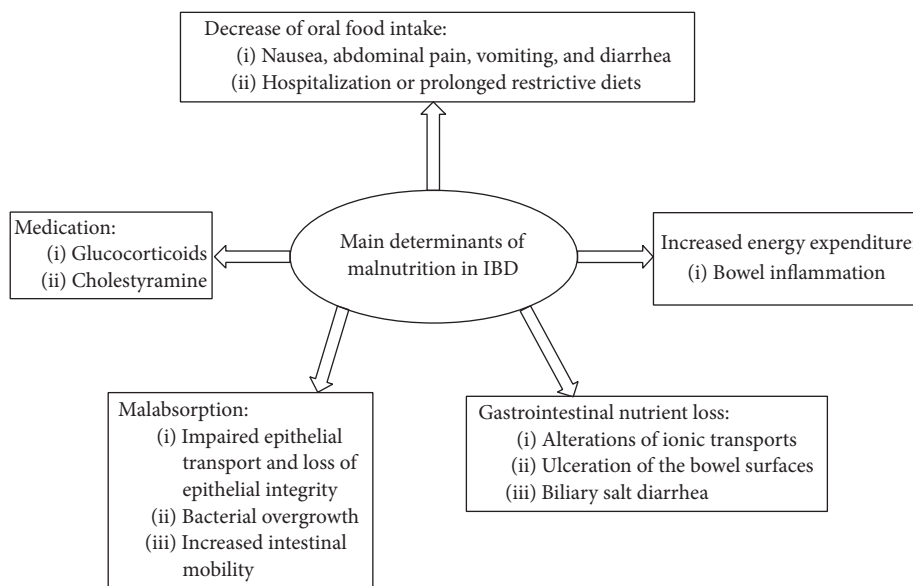 Decrease of oral food intake:
(i) Nausea, abdominal pain, vomiting, and diarrhea
(ii) Hospitalization or prolonged restrictive diets
Medication:
(i) Glucocorticoids
(ii) Cholestyramine
Main determinants of
malnutrition in IBD
Increased energy expenditure:
(i) Bowel inflammation
Malabsorption:
(i) Impaired epithelial
transport and loss of
epithelial integrity
(ii) Bacterial overgrowth
(iii) Increased intestinal
mobility
Gastrointestinal nutrient loss:
(i) Alterations of ionic transports
(ii) Ulceration of the bowel surfaces
(iii) Biliary salt diarrhea